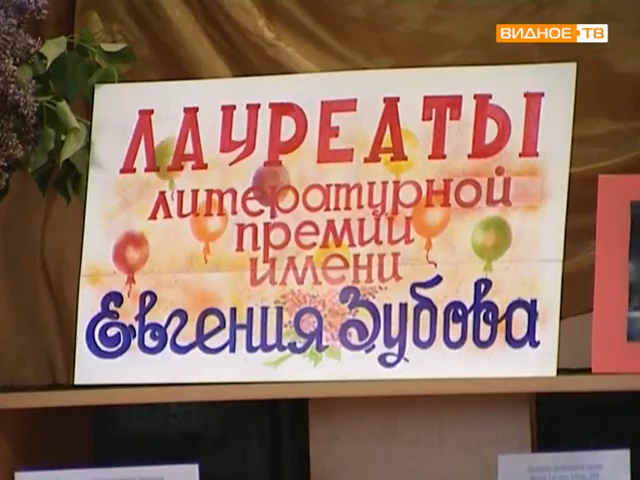 ВИДНОЕ ТВ
ЛАУРЕАТЫ
литературной
премии
имени
Евгения Зубова